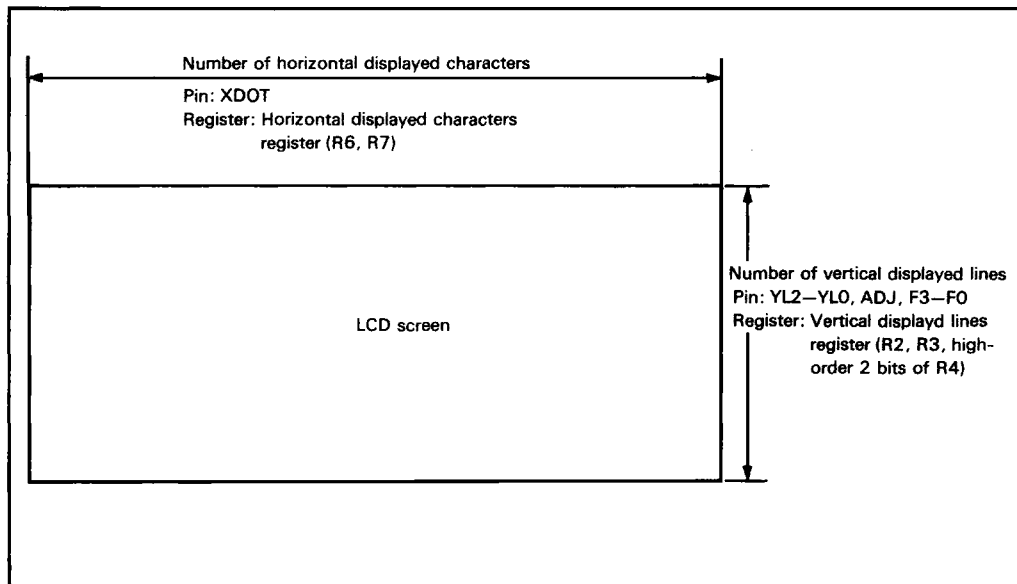 Number of horizontal displayed characters
Pin: XDOT
Register: Horizontal displayed characters
register (R6, R7)
LCD screen
Number of vertical displayed lines
Pin: YL2—YL0, ADJ, F3—F0
Register: Vertical displayd lines
register (R2, R3, high-
order 2 bits of R4)